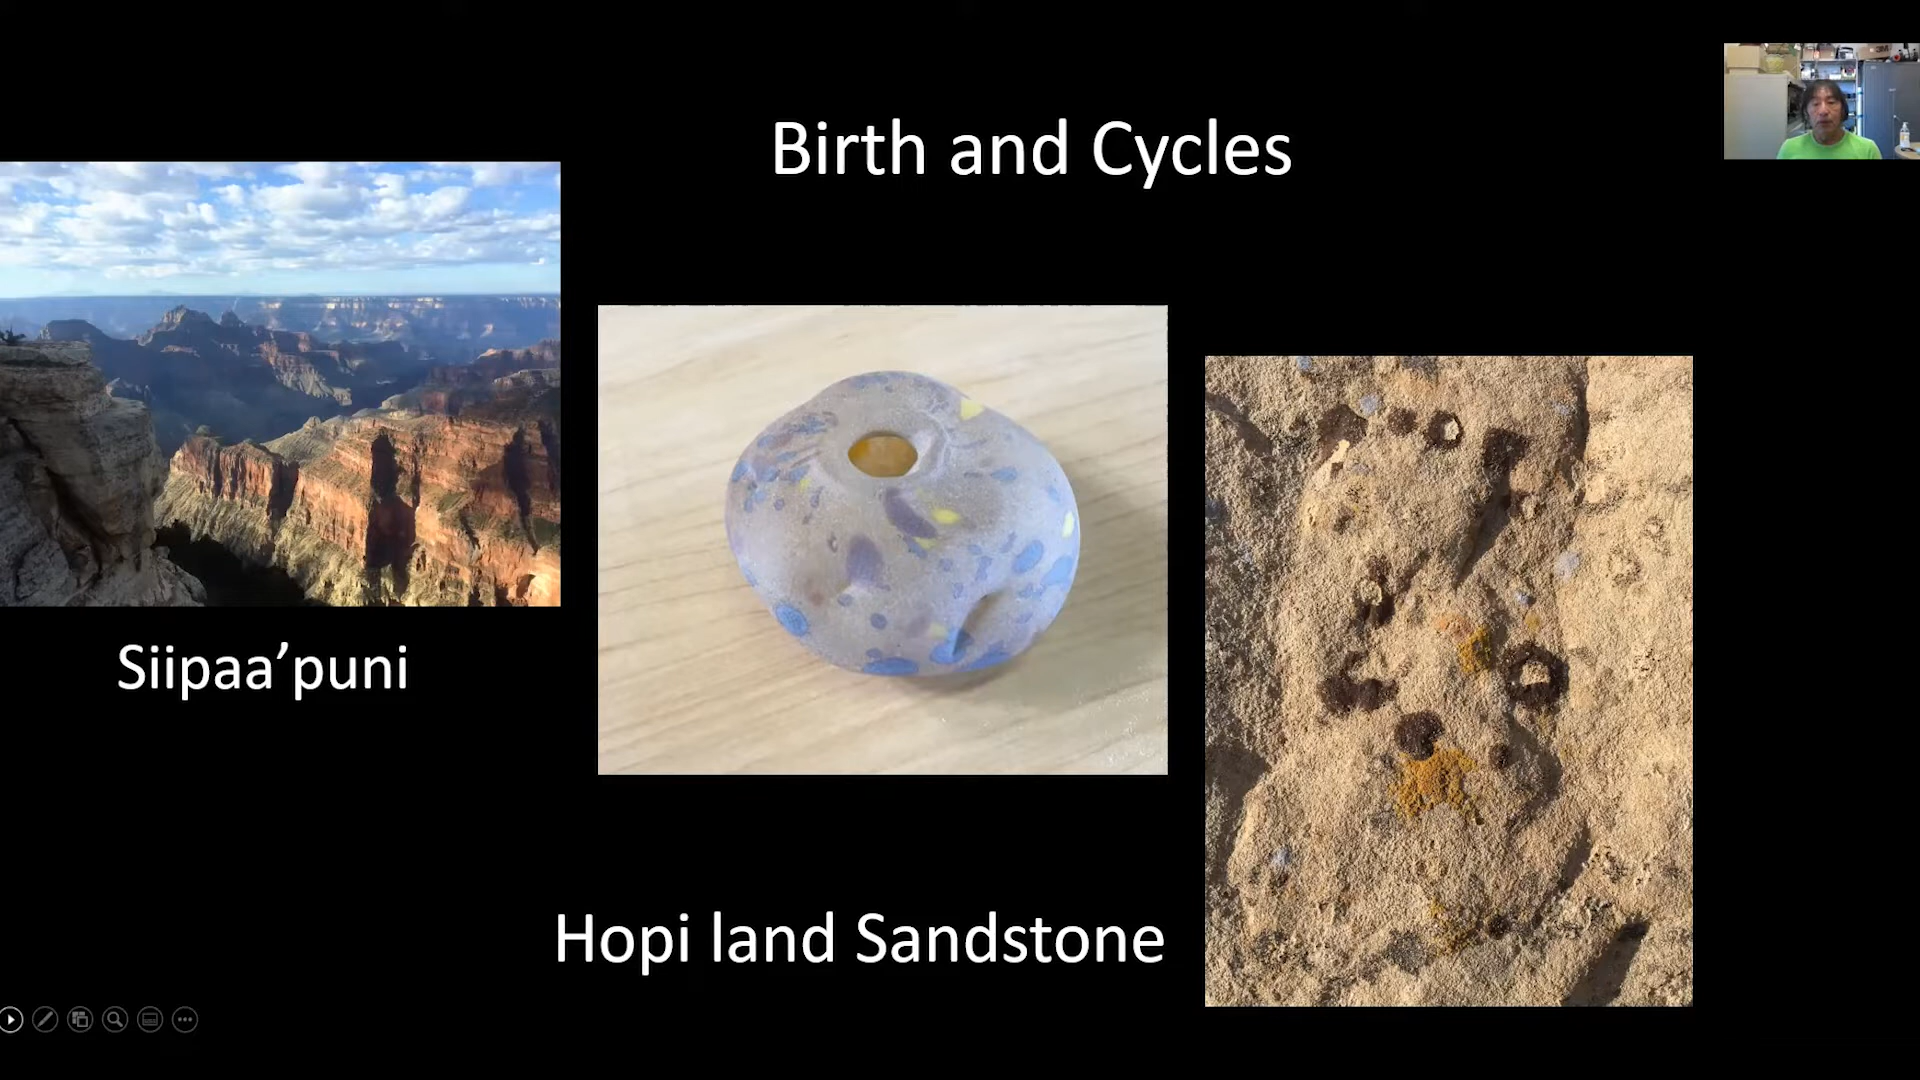 Birth and Cycles
Siipaa’puni
Hopi land Sandstone